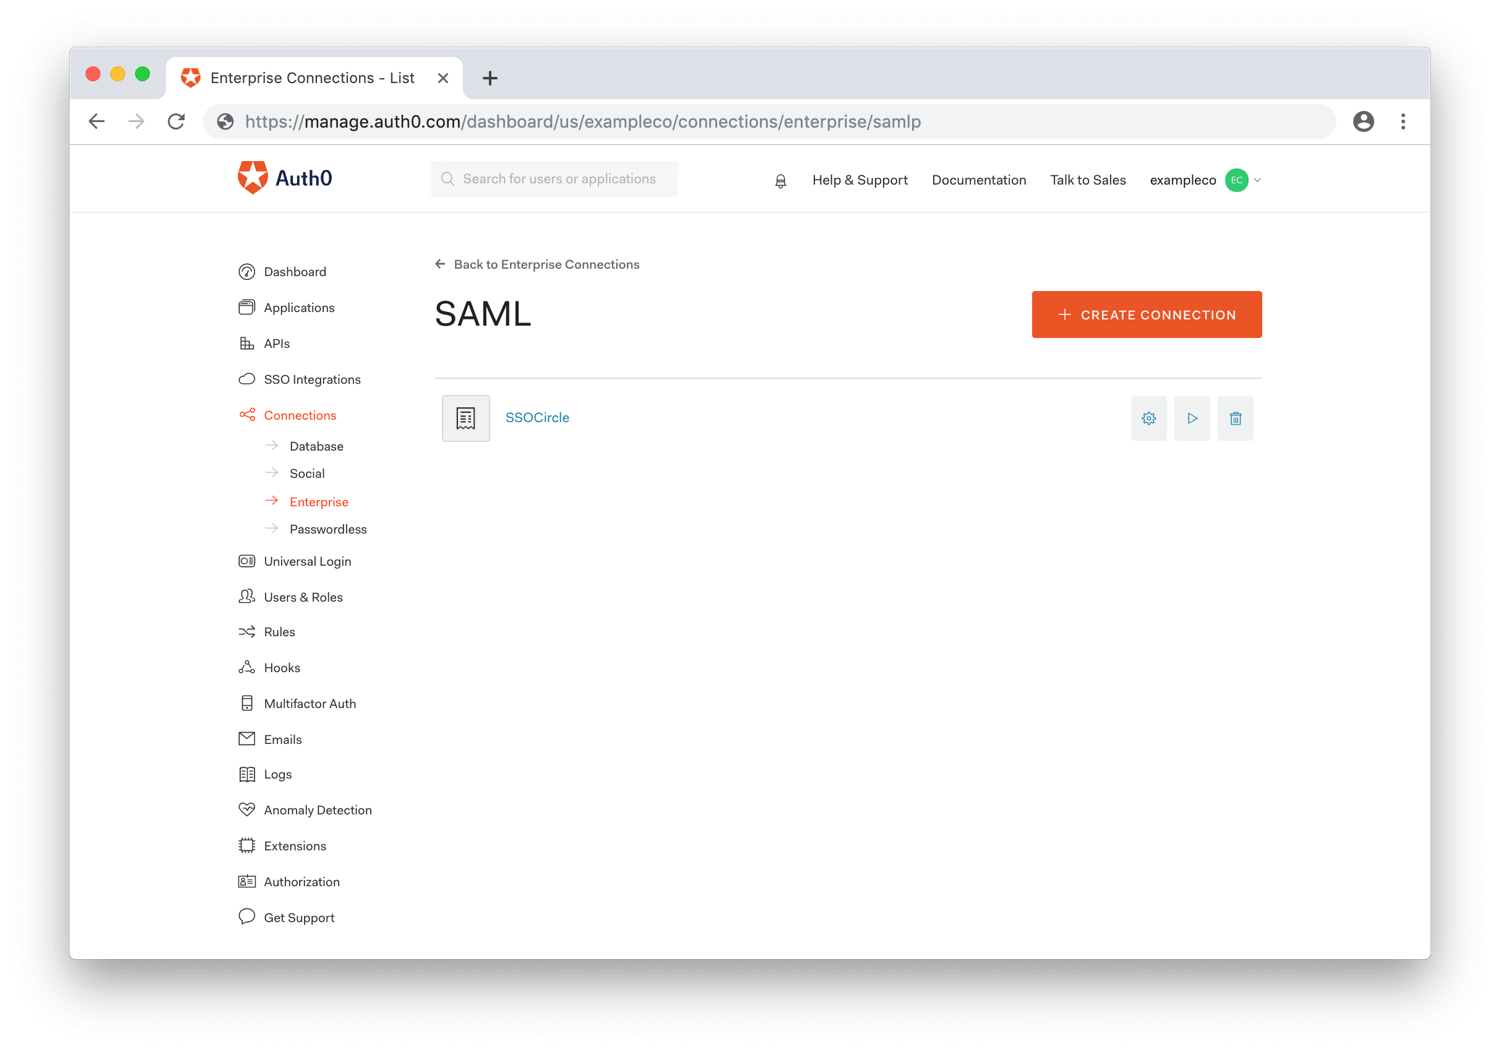 Enterprise Connections - List
https://manage.auth0.com/dashboard/us/exampleco/connections/enterprise/samlp
Auth0
Search for users or applications
Help & Support
Documentation
Talk to Sales
exampleco
EC
Dashboard
Applications
APIs
SSO Integrations
Connections
Database
Social
Enterprise
Passwordless
Universal Login
Users & Roles
Rules
Hooks
Multifactor Auth
Emails
Logs
Anomaly Detection
Extensions
Authorization
Get Support
Back to Enterprise Connections
SAML
CREATE CONNECTION
SSOCircle